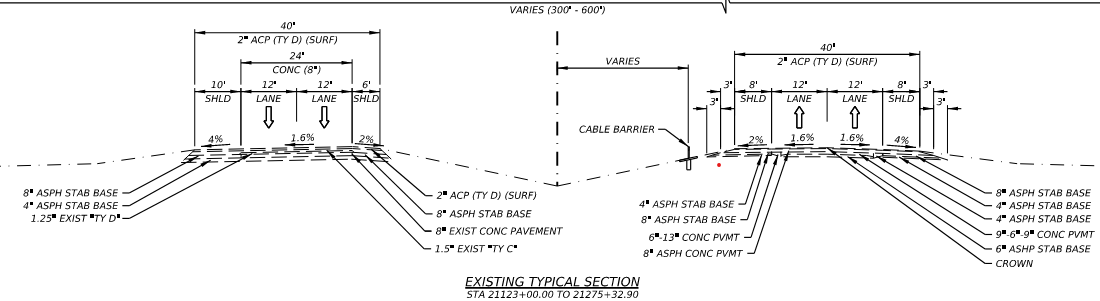 VARIES (300' - 600')
40'
2" ACP (TY D) (SURF)
24'
CONC (8")
10' 12' 12' 6'
SHLD LANE LANE SHLD
4% 1.6% 2%
8" ASPH STAB BASE
4" ASPH STAB BASE
1.25" EXIST "TY D"
2" ACP (TY D) (SURF)
8" ASPH STAB BASE
8" EXIST CONC PAVEMENT
1.5" EXIST "TY C"
VARIES
CABLE BARRIER
40'
2" ACP (TY D) (SURF)
3' 8' 12' 12' 8' 3'
SHLD LANE LANE SHLD
3' 3'
2% 1.6% 1.6% 4%
4" ASPH STAB BASE
8" ASPH STAB BASE
6"-13" CONC PVMT
8" ASPH CONC PVMT
8" ASPH STAB BASE
4" ASPH STAB BASE
4" ASPH STAB BASE
9"-6"-9" CONC PVMT
6" ASHP STAB BASE
CROWN
EXISTING TYPICAL SECTION
STA 21123+00.00 TO 21275+32.90